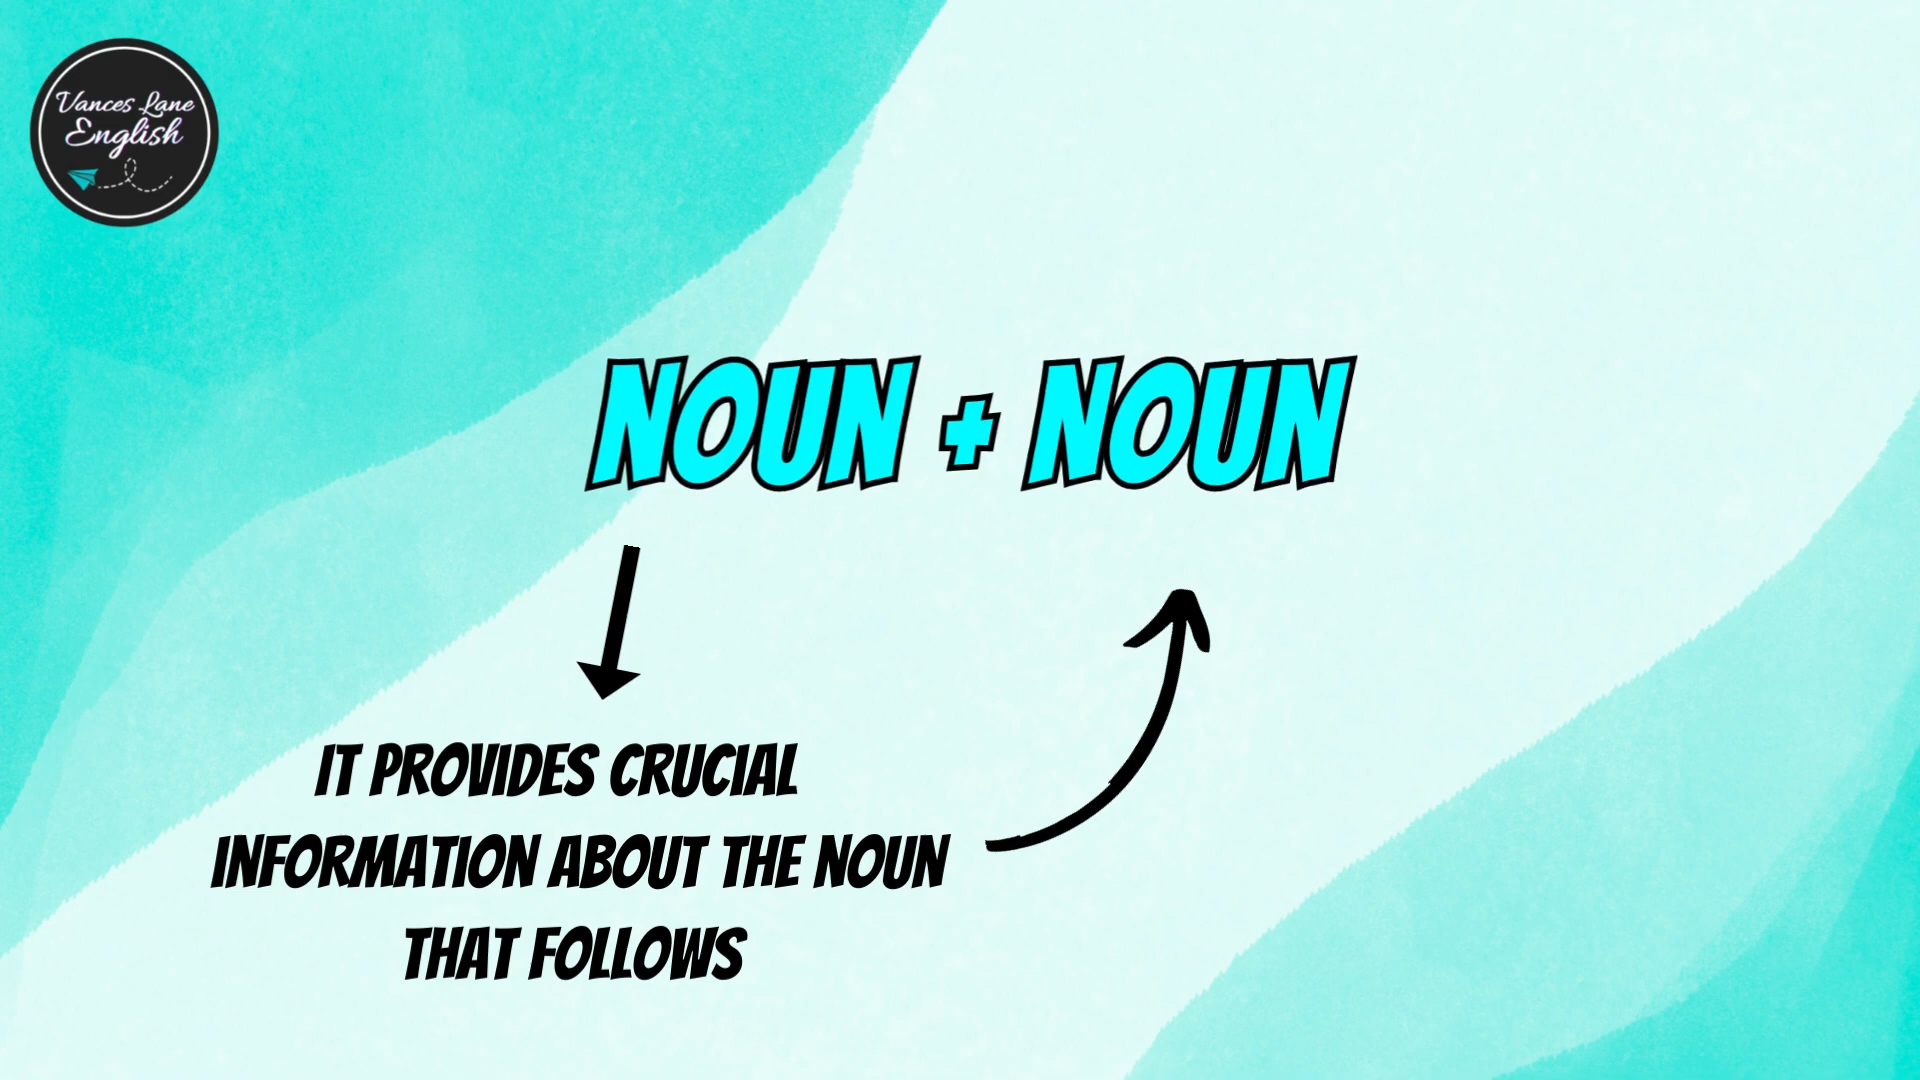 Vances Lane
English
NOUN + NOUN
IT PROVIDES CRUCIAL
INFORMATION ABOUT THE NOUN
THAT FOLLOWS